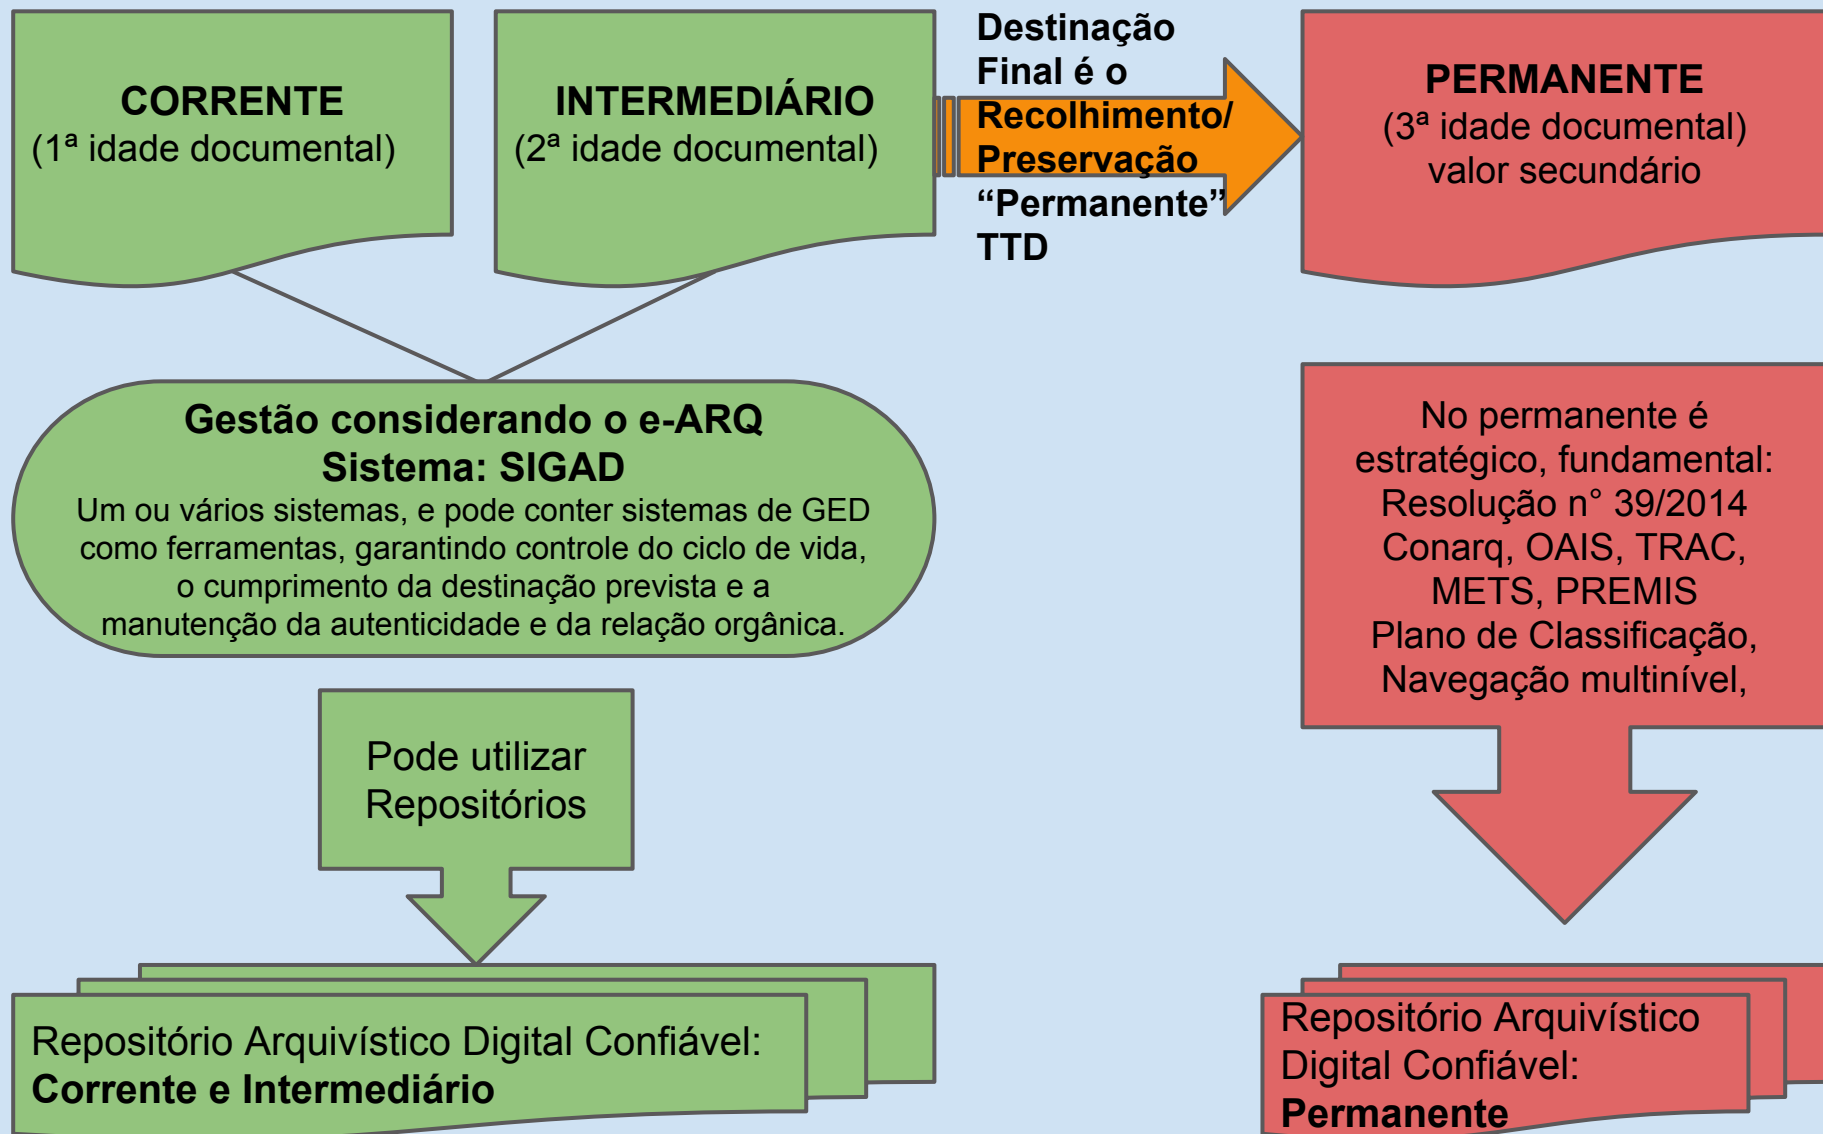 CORRENTE
(1ª idade documental)
INTERMEDIÁRIO
(2ª idade documental)
Destinação
Final é o
Recolhimento/
Preservação
“Permanente”
TTD
PERMANENTE
(3ª idade documental)
valor secundário
Gestão considerando o e-ARQ
Sistema: SIGAD
Um ou vários sistemas, e pode conter sistemas de GED
como ferramentas, garantindo controle do ciclo de vida,
o cumprimento da destinação prevista e a
manutenção da autenticidade e da relação orgânica.
No permanente é
estratégico, fundamental:
Resolução n° 39/2014
Conarq, OAIS, TRAC,
METS, PREMIS
Plano de Classificação,
Navegação multinível,
Pode utilizar
Repositórios
Repositório Arquivístico Digital Confiável:
Corrente e Intermediário
Repositório Arquivístico
Digital Confiável:
Permanente